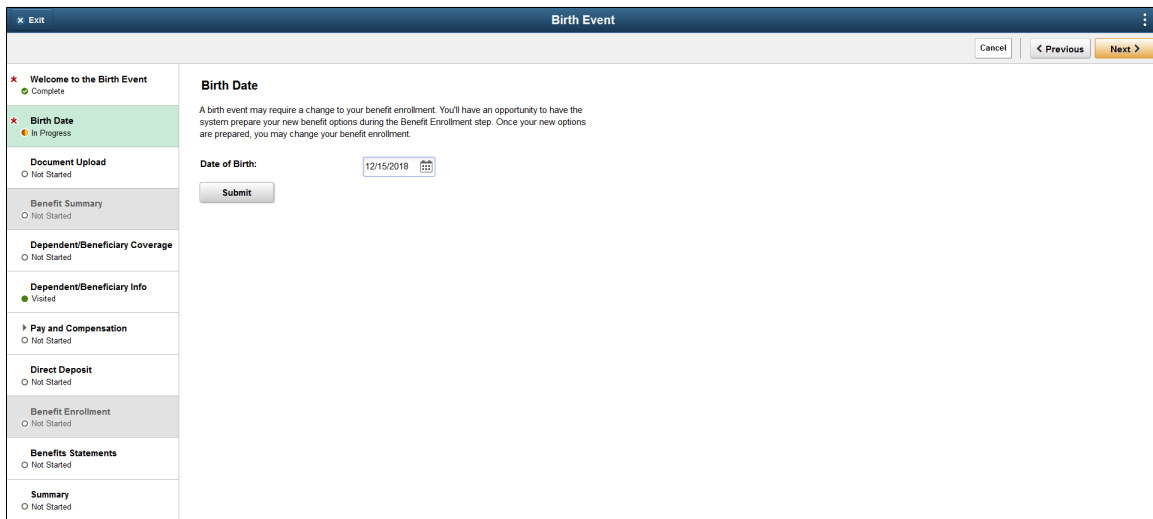 Exit
Birth Event
Cancel
Previous
Next
* Welcome to the Birth Event
Complete
* Birth Date
In Progress
Document Upload
Not Started
Benefit Summary
Not Started
Dependent/Beneficiary Coverage
Not Started
Dependent/Beneficiary Info
Visited
Pay and Compensation
Not Started
Direct Deposit
Not Started
Benefit Enrollment
Not Started
Benefits Statements
Not Started
Summary
Not Started
Birth Date
A birth event may require a change to your benefit enrollment. You'll have an opportunity to have the
system prepare your new benefit options during the Benefit Enrollment step. Once your new options
are prepared, you may change your benefit enrollment.
Date of Birth: 12/15/2018
Submit